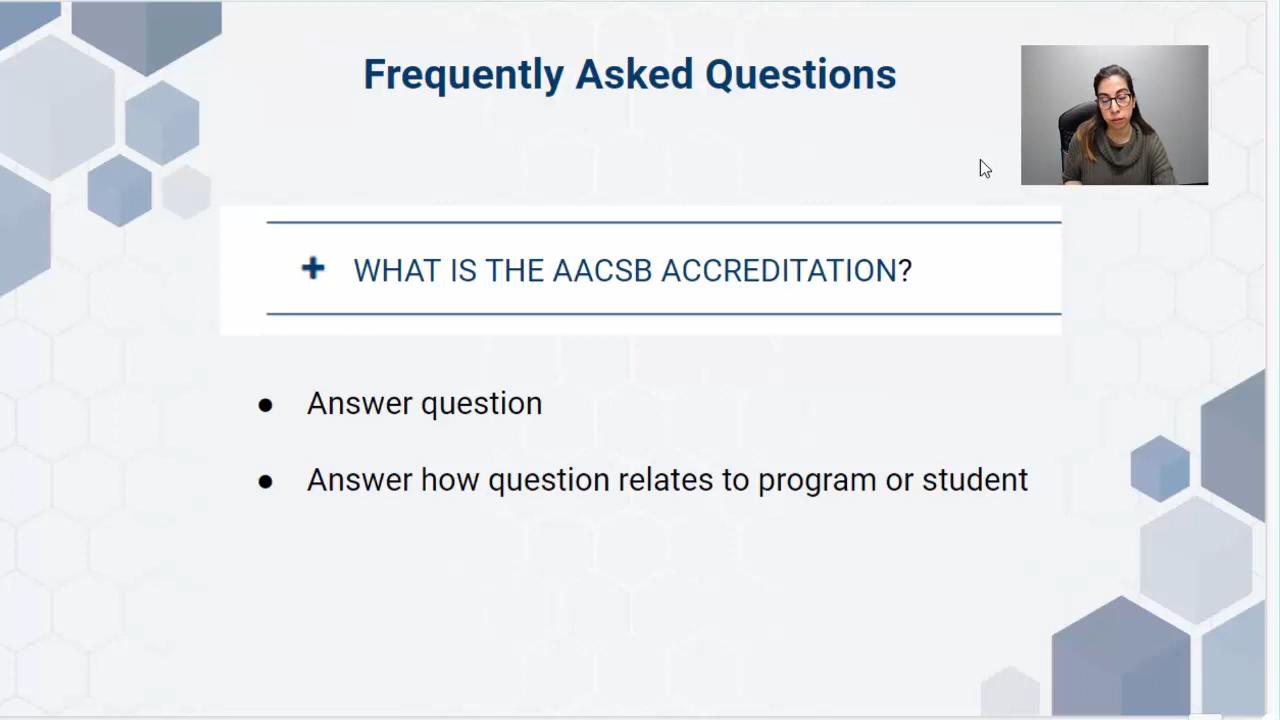 Frequently Asked Questions
+ WHAT IS THE AACSB ACCREDITATION?
● Answer question
● Answer how question relates to program or student